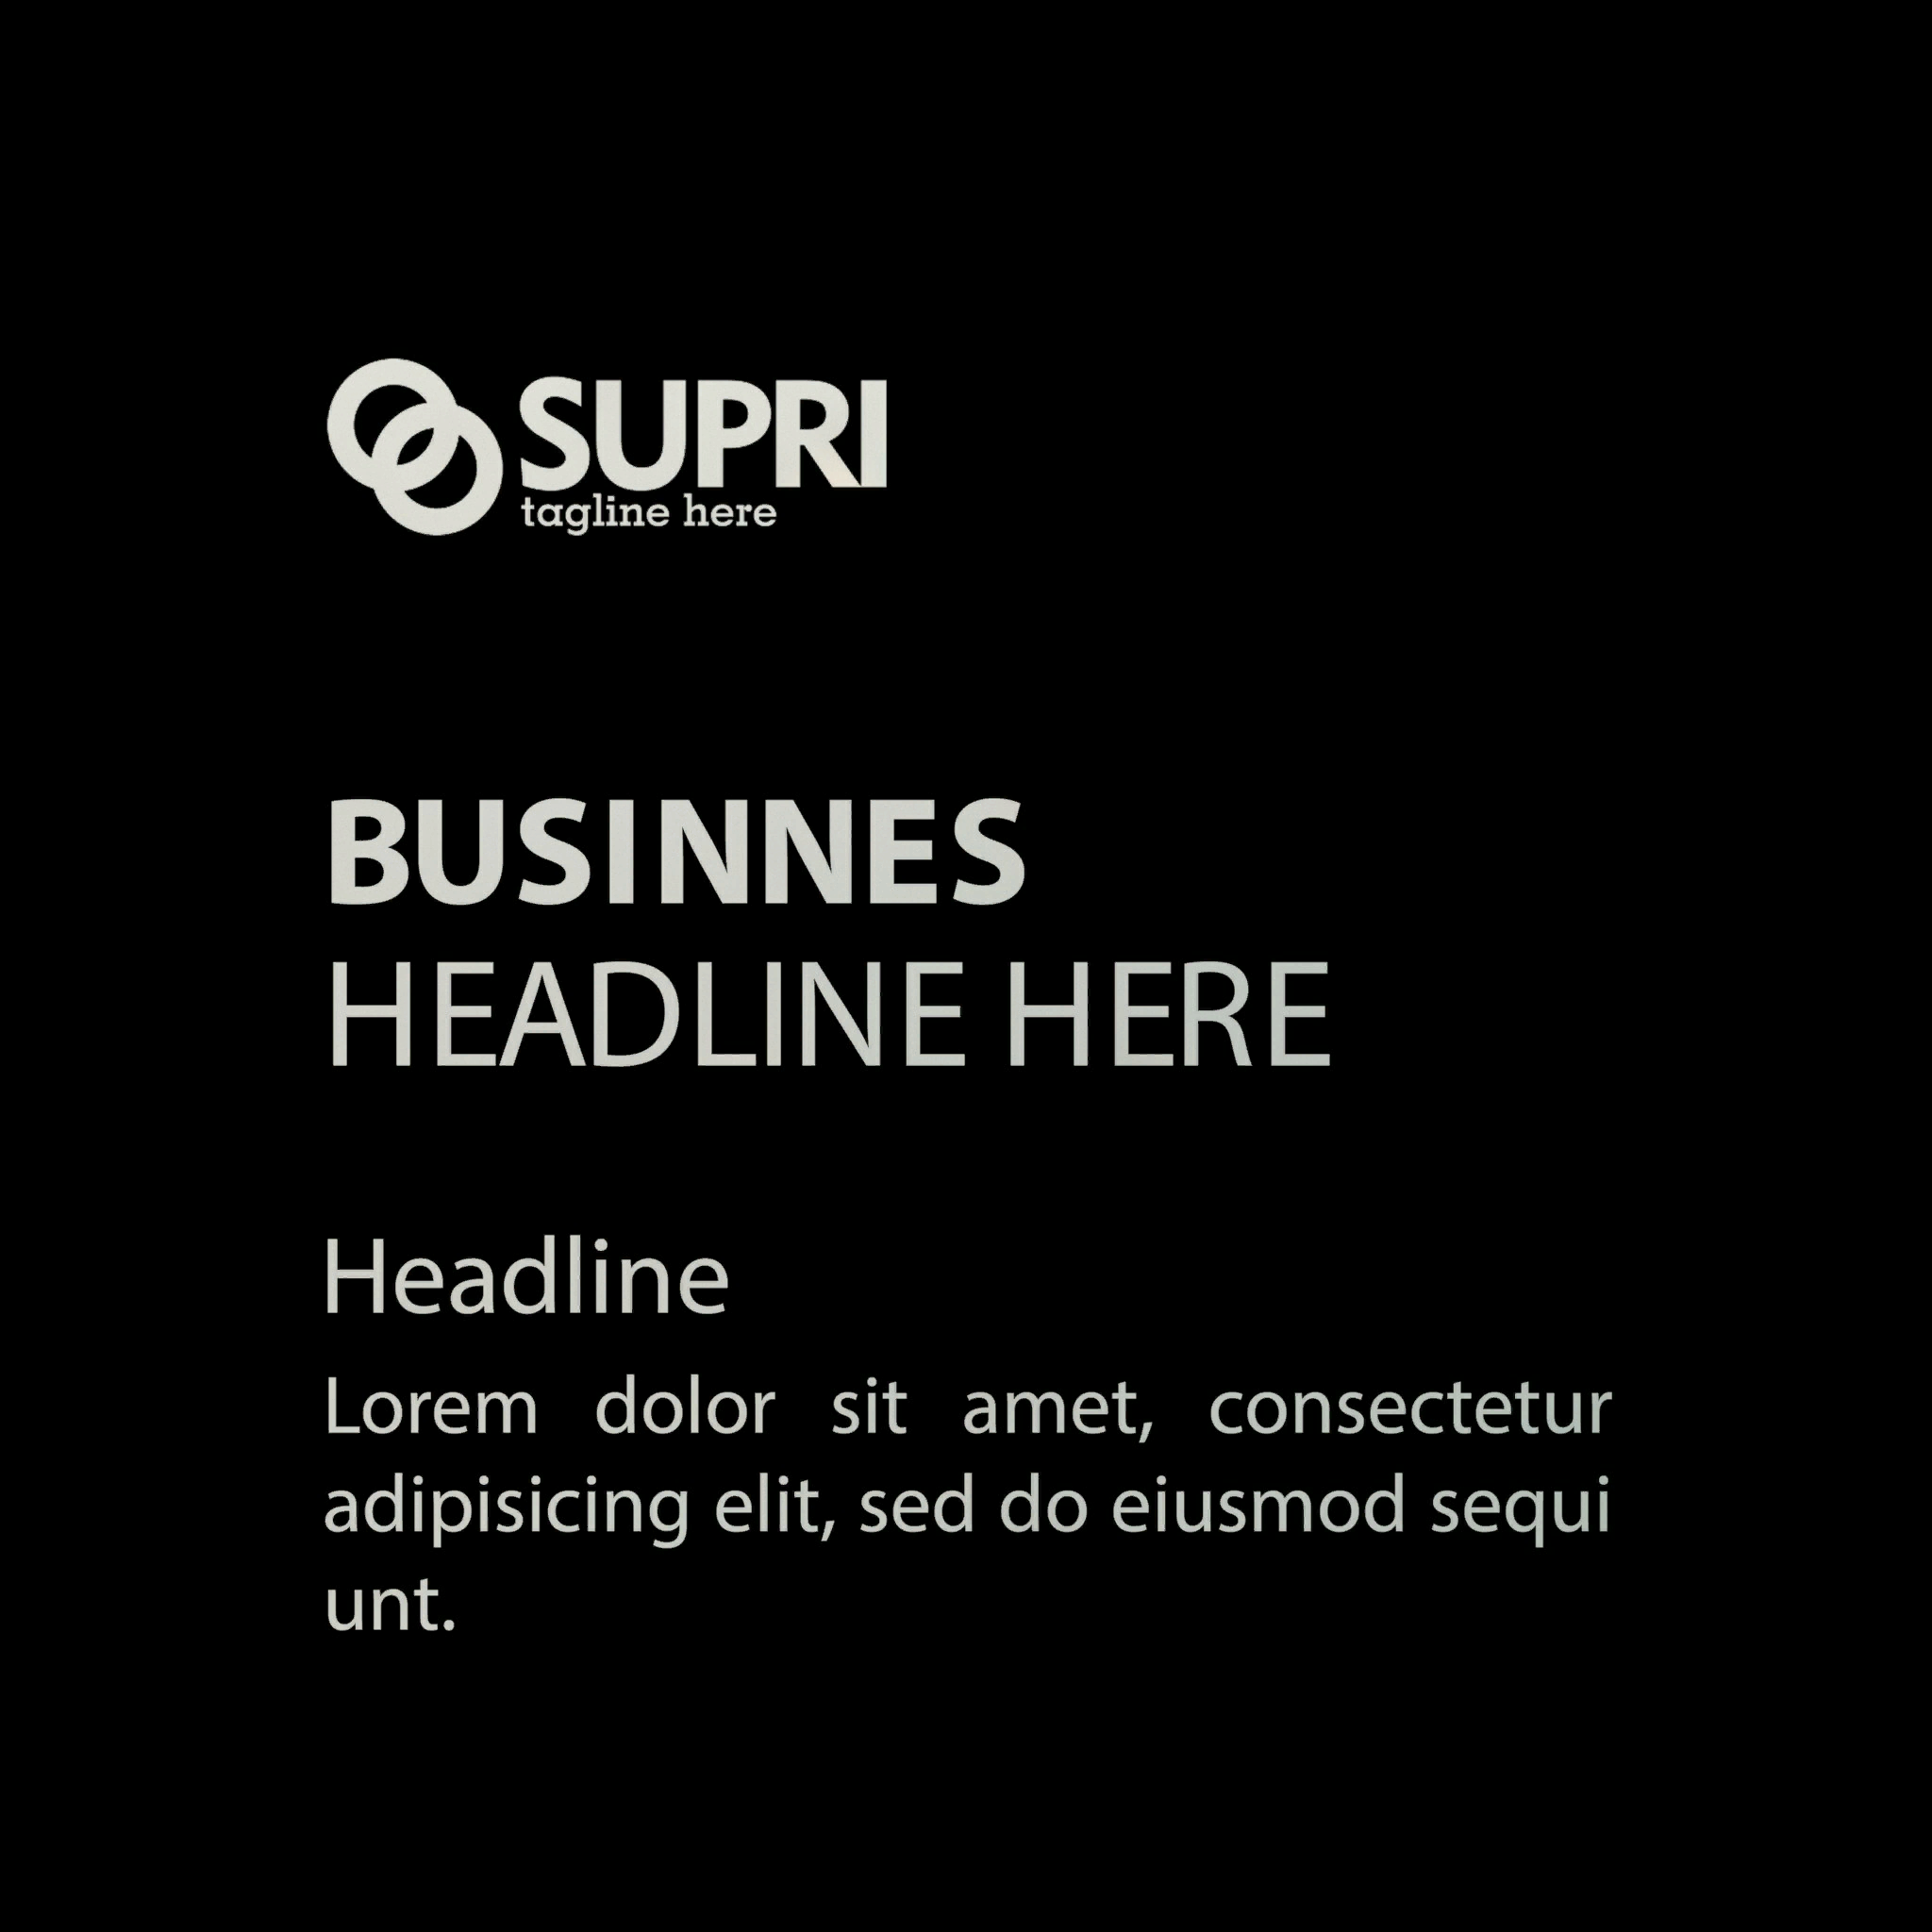 SUPRI
tagline here
BUSINNES
HEADLINE HERE
Headline
Lorem dolor sit amet, consectetur
adipisicing elit, sed do eiusmod sequi
unt.